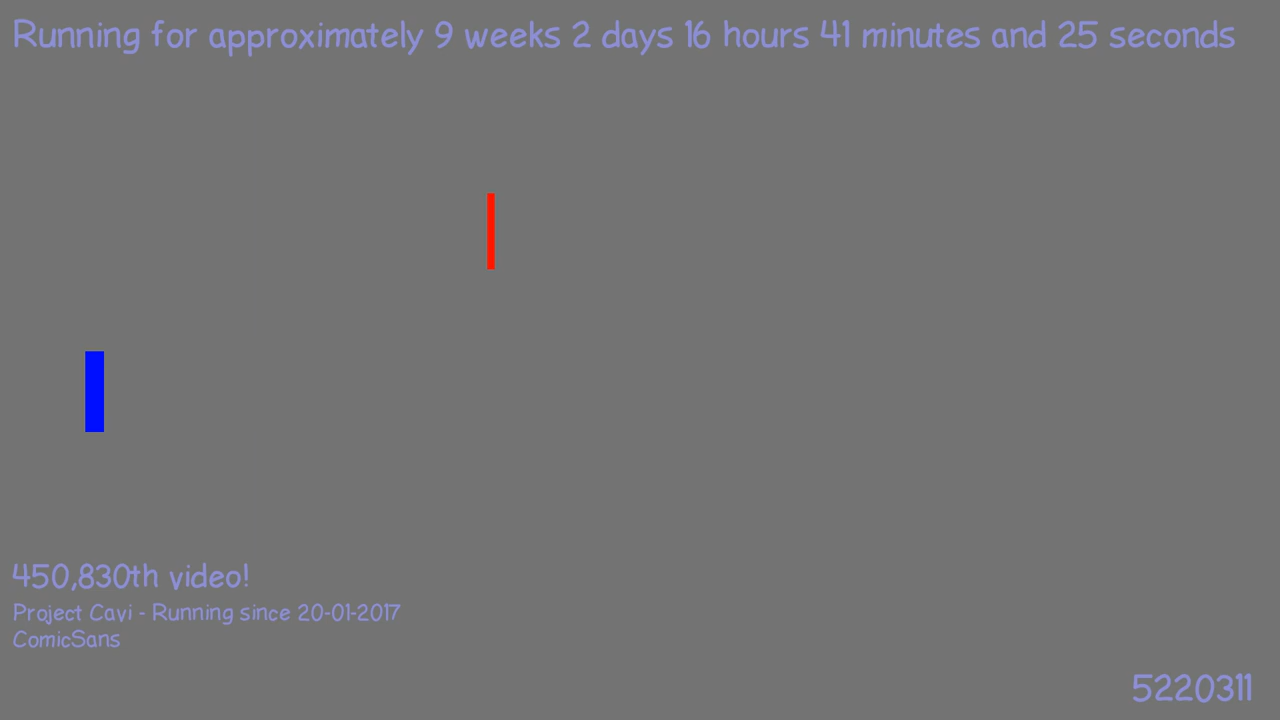 Running for approximately 9 weeks 2 days 16 hours 41 minutes and 25 seconds
450,830th video!
Project Cavi - Running since 20-01-2017
ComicSans
5220311